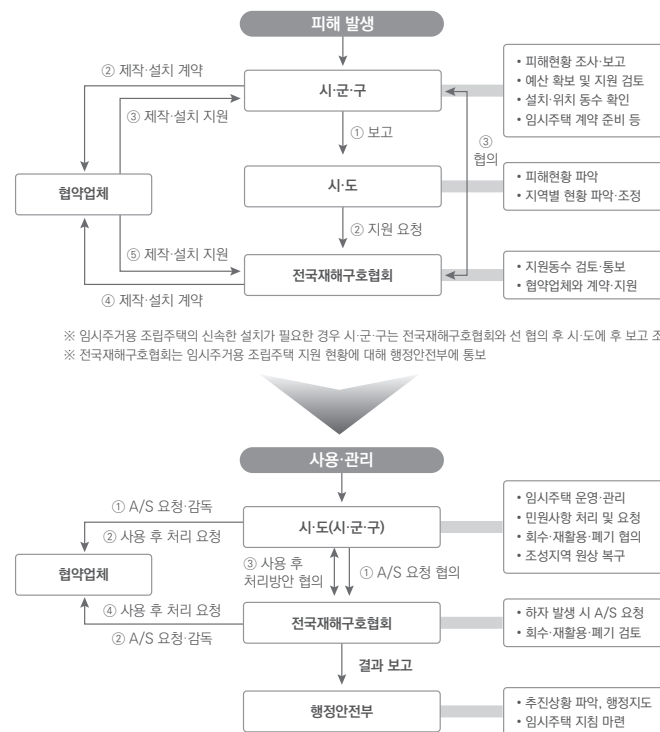 피해 발생
② 제작·설치 계약
시·군·구
• 피해현황 조사·보고
• 예산 확보 및 지원 검토
• 설치·위치 동수 확인
• 임시주택 계약 준비 등
③ 제작·설치 지원
① 보고
③
협의
협약업체
시·도
• 피해현황 파악
• 지역별 현황 파악·조정
② 지원 요청
⑤ 제작·설치 지원
전국재해구호협회
• 지원동수 검토·통보
• 협약업체와 계약·지원
④ 제작·설치 계약
※ 임시주거용 조립주택의 신속한 설치가 필요한 경우 시·군·구는 전국재해구호협회와 선 협의 후 시·도에 후 보고 조
※ 전국재해구호협회는 임시주거용 조립주택 지원 현황에 대해 행정안전부에 통보
사용·관리
① A/S 요청·감독
시·도(시·군·구)
• 임시주택 운영·관리
• 민원사항 처리 및 요청
• 회수·재활용·폐기 협의
• 조성지역 원상 복구
② 사용 후 처리 요청
협약업체
③ 사용 후
처리방안 협의
① A/S 요청 협의
④ 사용 후 처리 요청
전국재해구호협회
• 하자 발생 시 A/S 요청
• 회수·재활용·폐기 검토
② A/S 요청·감독
결과 보고
행정안전부
• 추진상황 파악, 행정지도
• 임시주택 지침 마련